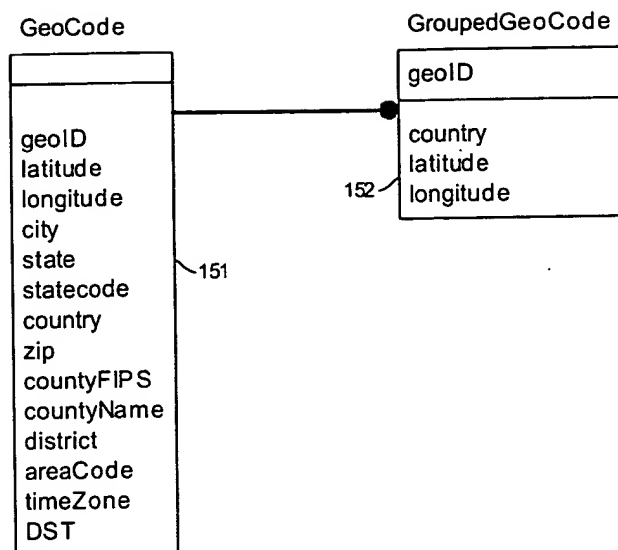 GeoCode
geoID
latitude
longitude
city
state
statecode
country
zip
countyFIPS
countyName
district
areaCode
timeZone
DST
151
GroupedGeoCode
geoID
country
latitude
longitude
152